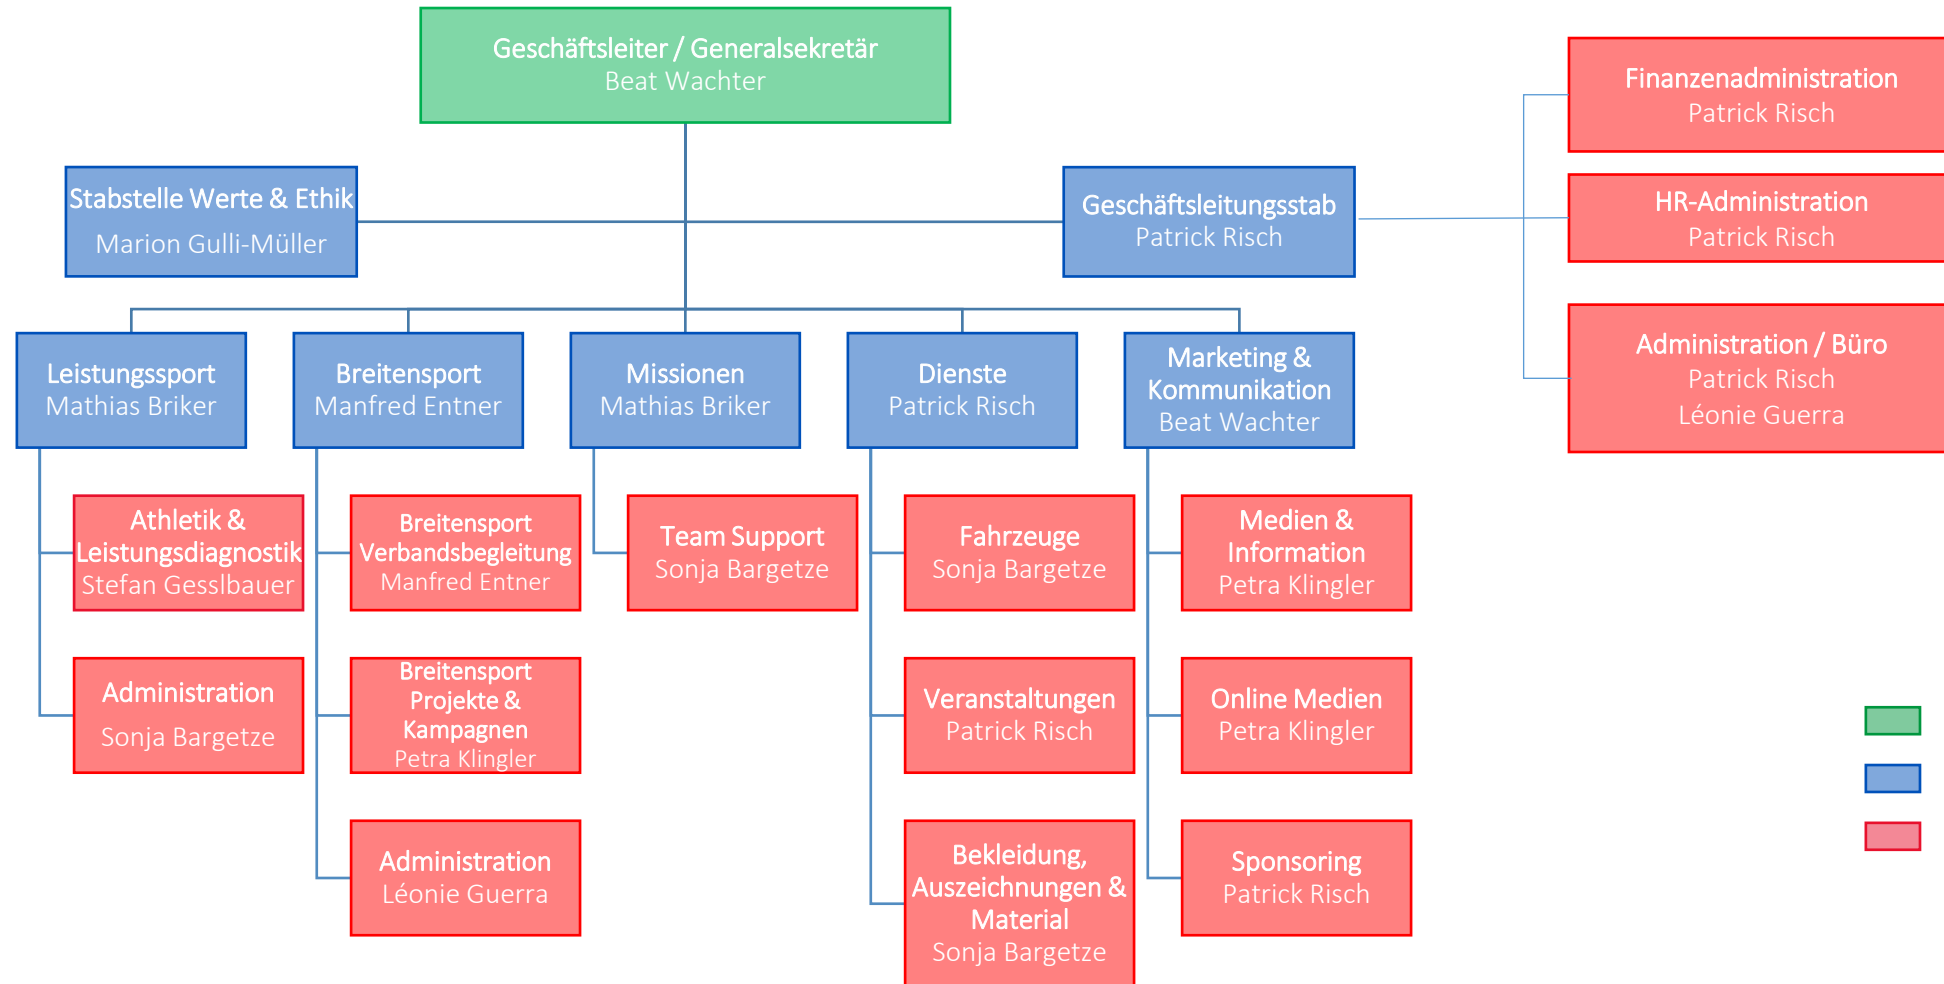 Geschäftsleiter / Generalsekretär
Beat Wachter
Stabstelle Werte & Ethik
Marion Gulli-Müller
Geschäftsleitungsstab
Patrick Risch
Finanzenadministration
Patrick Risch
HR-Administration
Patrick Risch
Administration / Büro
Patrick Risch
Léonie Guerra
Leistungssport
Mathias Briker
Breitensport
Manfred Entner
Missionen
Mathias Briker
Dienste
Patrick Risch
Marketing &
Kommunikation
Beat Wachter
Athletik &
Leistungsdiagnostik
Stefan Gesslbauer
Administration
Sonja Bargetze
Breitensport
Verbandsbegleitung
Manfred Entner
Breitensport
Projekte &
Kampagnen
Petra Klingler
Administration
Léonie Guerra
Team Support
Sonja Bargetze
Fahrzeuge
Sonja Bargetze
Veranstaltungen
Patrick Risch
Bekleidung,
Auszeichnungen &
Material
Sonja Bargetze
Medien &
Information
Petra Klingler
Online Medien
Petra Klingler
Sponsoring
Patrick Risch